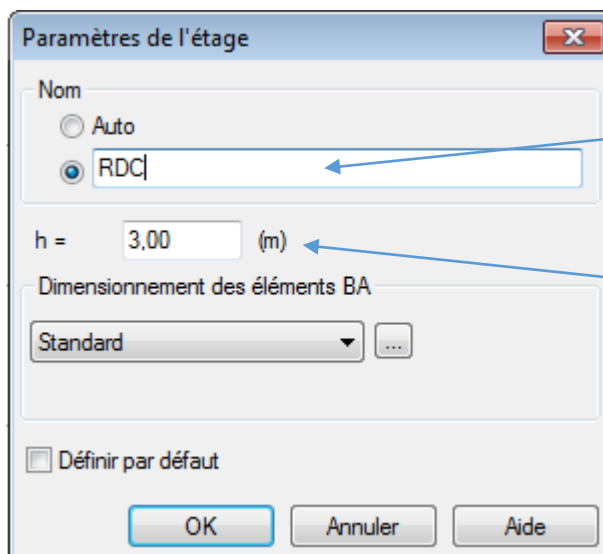 Paramètres de l'étage
Nom
Auto
RDC
h = 3,00 (m)
Dimensionnement des éléments BA
Standard ...
Définir par défaut
OK Annuler Aide